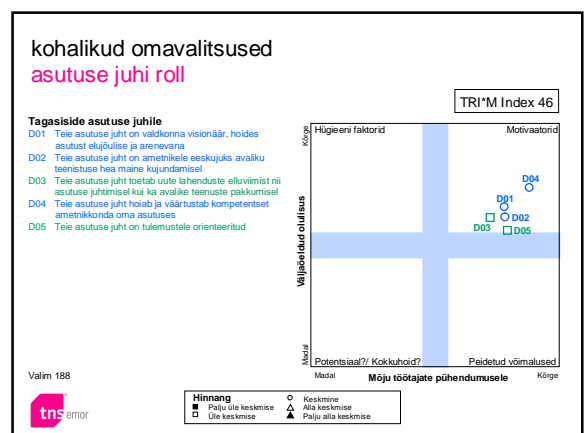 kohalikud omavalitsused
asutuse juhi roll
TRI*M Index 46
Tagasiside asutuse juhile
D01 Teie asutuse juht on valdkonna visionäär, hoides
asutust elujõulise ja arenevana
D02 Teie asutuse juht on ametnikele eeskujuks avaliku
teenistuse hea maine kujundamisel
D03 Teie asutuse juht toetab uute lahenduste elluviimist nii
asutuse juhtimisel kui ka avalike teenuste pakkumisel
D04 Teie asutuse juht hoiab ja väärtustab kompetentset
ametnikkonda oma asutuses
D05 Teie asutuse juht on tulemustele orienteeritud
Kõrge
Hügieeni faktorid
Motivaatorid
D04
D01
D02
D03
D05
Väljaöeldud olulisus
Madal
Potentsiaal?/ Kokkuhoid?
Peidetud võimalused
Madal
Mõju töötajate pühendumusele
Kõrge
Valim 188
Hinnang
Palju üle keskmise
Üle keskmise
Keskmine
Alla keskmise
Palju alla keskmise
tns emor